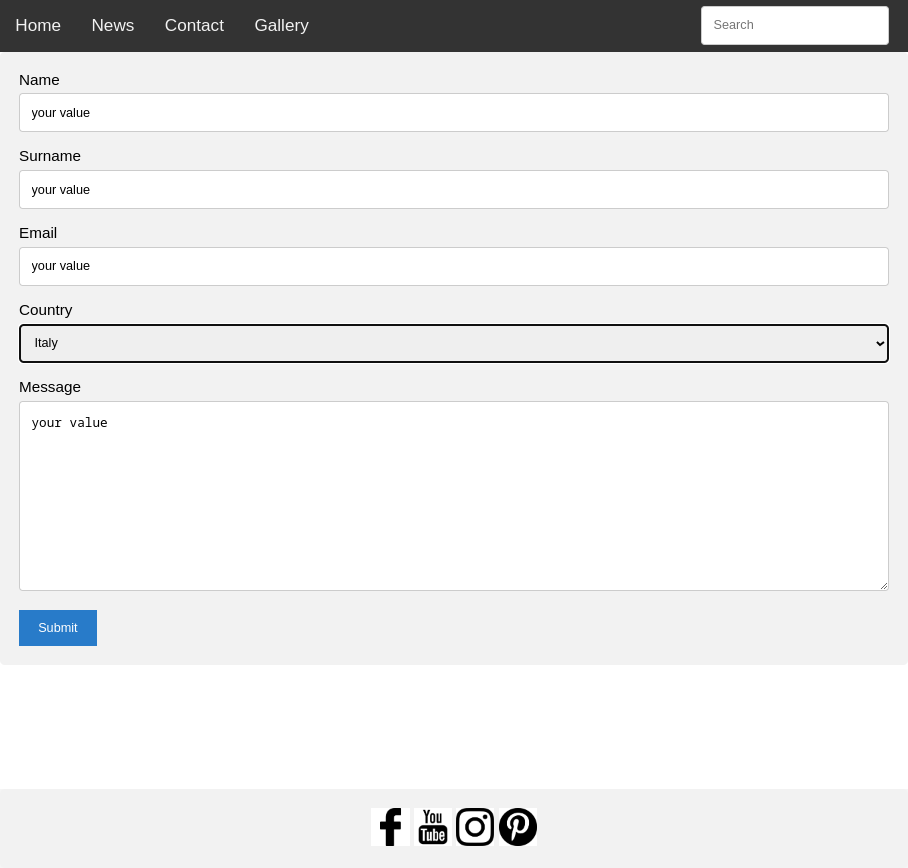 Home News Contact Gallery Search
Name
your value
Surname
your value
Email
your value
Country
Italy
Message
your value
Submit
You
Tube